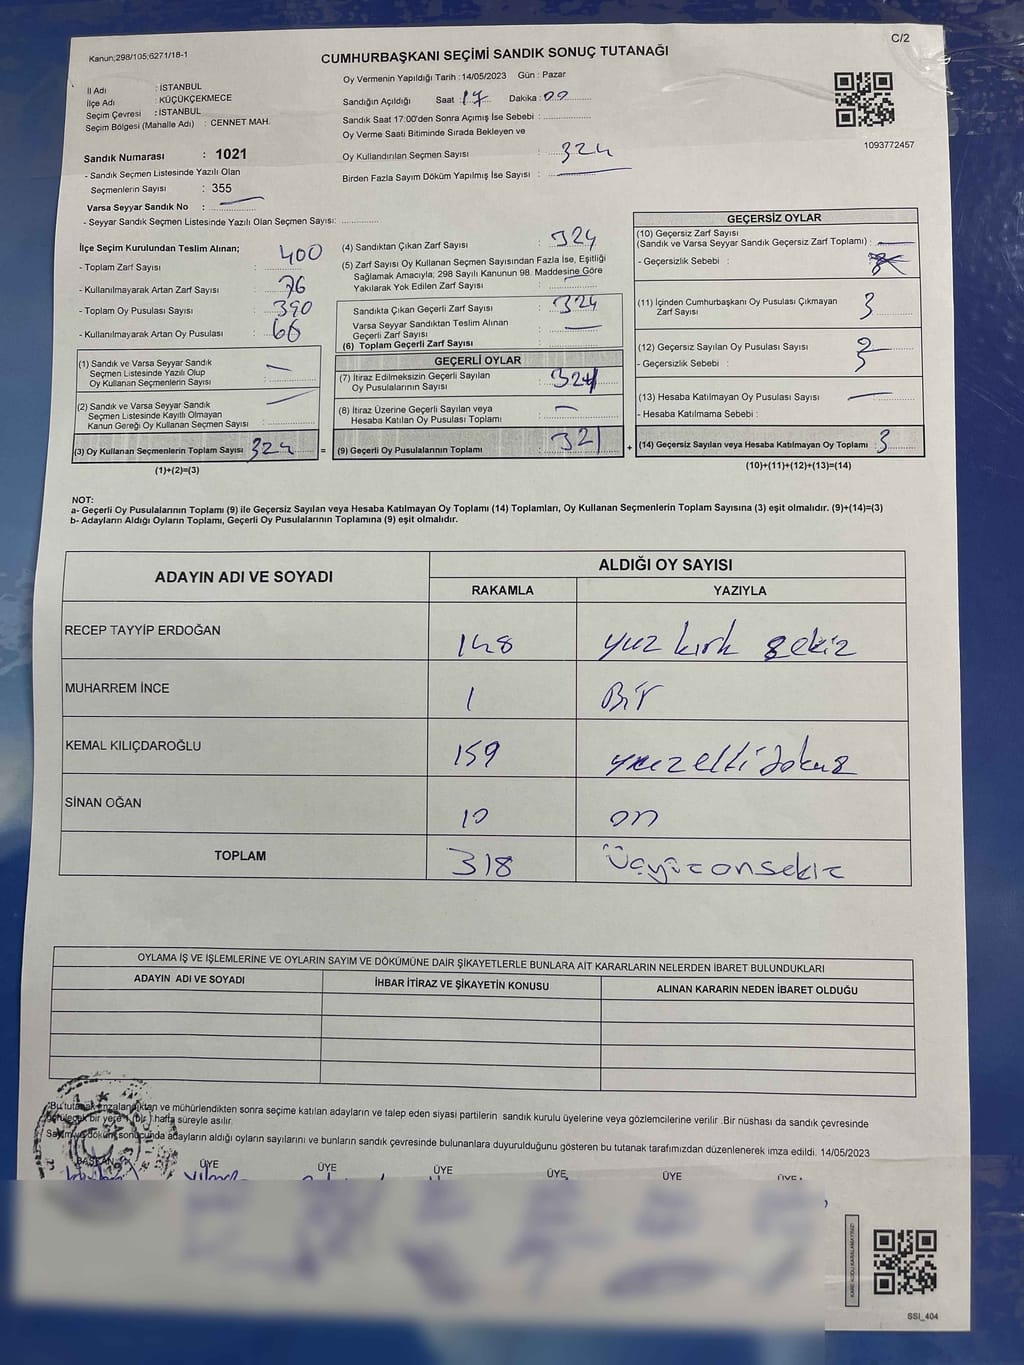 Kanun;298/105;6271/18-1
C/2
CUMHURBAŞKANI SEÇİMİ SANDIK SONUÇ TUTANAĞI
İl Adı : İSTANBUL
İlçe Adı : KÜÇÜKÇEKMECE
Seçim Çevresi : İSTANBUL
Seçim Bölgesi (Mahalle Adı) : CENNET MAH.
Sandık Numarası : 1021
- Sandık Seçmen Listesinde Yazılı Olan
Seçmenlerin Sayısı : 355
Varsa Seyyar Sandık No :
- Seyyar Sandık Seçmen Listesinde Yazılı Olan Seçmen Sayısı:
Oy Vermenin Yapıldığı Tarih : 14/05/2023 Gün : Pazar
Sandığın Açıldığı Saat : 17 Dakika : 00
Sandık Saat 17:00'den Sonra Açımış İse Sebebi :
Oy Verme Saati Bitiminde Sırada Bekleyen ve
Oy Kullandırılan Seçmen Sayısı : 324
Birden Fazla Sayım Döküm Yapılmış İse Sayısı :
1093772457
İlçe Seçim Kurulundan Teslim Alınan;
- Toplam Zarf Sayısı : 400
- Kullanılmayarak Artan Zarf Sayısı : 76
- Toplam Oy Pusulası Sayısı : 390
- Kullanılmayarak Artan Oy Pusulası : 66
(1) Sandık ve Varsa Seyyar Sandık
Seçmen Listesinde Yazılı Olup
Oy Kullanan Seçmenlerin Sayısı : —
(2) Sandık ve Varsa Seyyar Sandık
Seçmen Listesinde Kayıtlı Olmayan
Kanun Gereği Oy Kullanan Seçmen Sayısı : —
(3) Oy Kullanan Seçmenlerin Toplam Sayısı 324 =
(1)+(2)=(3)
(4) Sandıktan Çıkan Zarf Sayısı : 324
(5) Zarf Sayısı Oy Kullanan Seçmen Sayısından Fazla İse, Eşitliği
Sağlamak Amacıyla; 298 Sayılı Kanunun 98. Maddesine Göre
Yakılarak Yok Edilen Zarf Sayısı : —
Sandıkta Çıkan Geçerli Zarf Sayısı : 324
Varsa Seyyar Sandıktan Teslim Alınan
Geçerli Zarf Sayısı : —
(6) Toplam Geçerli Zarf Sayısı :
GEÇERLİ OYLAR
(7) İtiraz Edilmeksizin Geçerli Sayılan
Oy Pusulalarının Sayısı : 321
(8) İtiraz Üzerine Geçerli Sayılan veya
Hesaba Katılan Oy Pusulası Toplamı : —
(9) Geçerli Oy Pusulalarının Toplamı : 321 +
GEÇERSİZ OYLAR
(10) Geçersiz Zarf Sayısı
(Sandık ve Varsa Seyyar Sandık Geçersiz Zarf Toplamı) : —
- Geçersizlik Sebebi :
(11) İçinden Cumhurbaşkanı Oy Pusulası Çıkmayan
Zarf Sayısı : 3
(12) Geçersiz Sayılan Oy Pusulası Sayısı :
- Geçersizlik Sebebi :
(13) Hesaba Katılmayan Oy Pusulası Sayısı : —
- Hesaba Katılmama Sebebi :
(14) Geçersiz Sayılan veya Hesaba Katılmayan Oy Toplamı : 3
(10)+(11)+(12)+(13)=(14)
NOT:
a- Geçerli Oy Pusulalarının Toplamı (9) ile Geçersiz Sayılan veya Hesaba Katılmayan Oy Toplamı (14) Toplamları, Oy Kullanan Seçmenlerin Toplam Sayısına (3) eşit olmalıdır. (9)+(14)=(3)
b- Adayların Aldığı Oyların Toplamı, Geçerli Oy Pusulalarının Toplamına (9) eşit olmalıdır.
ADAYIN ADI VE SOYADI ALDIĞI OY SAYISI
RAKAMLA YAZIYLA
RECEP TAYYİP ERDOĞAN 148 yuz kırk sekiz
MUHARREM İNCE 1 Bir
KEMAL KILIÇDAROĞLU 159 yuz elli dokuz
SİNAN OĞAN 10 on
TOPLAM 318 Üçyüzonsekiz
OYLAMA İŞ VE İŞLEMLERİNE VE OYLARIN SAYIM VE DÖKÜMÜNE DAİR ŞİKAYETLERLE BUNLARA AİT KARARLARIN NELERDEN İBARET BULUNDUKLARI
ADAYIN ADI VE SOYADI İHBAR İTİRAZ VE ŞİKAYETİN KONUSU ALINAN KARARIN NEDEN İBARET OLDUĞU
Bu tutanak imzalandıktan ve mühürlendikten sonra seçime katılan adayların ve talep eden siyasi partilerin sandık kurulu üyelerine veya gözlemcilerine verilir .Bir nüshası da sandık çevresinde
görülecek bir yere 1 (bir ) hafta süreyle asılır.
Sayım ve döküm sonucunda adayların aldığı oyların sayılarını ve bunların sandık çevresinde bulunanlara duyurulduğunu gösteren bu tutanak tarafımızdan düzenlenerek imza edildi. 14/05/2023
BAŞKAN ÜYE ÜYE ÜYE ÜYE ÜYE ÜYE
KARE KODU KARALAMAYINIZ!
SSI_404